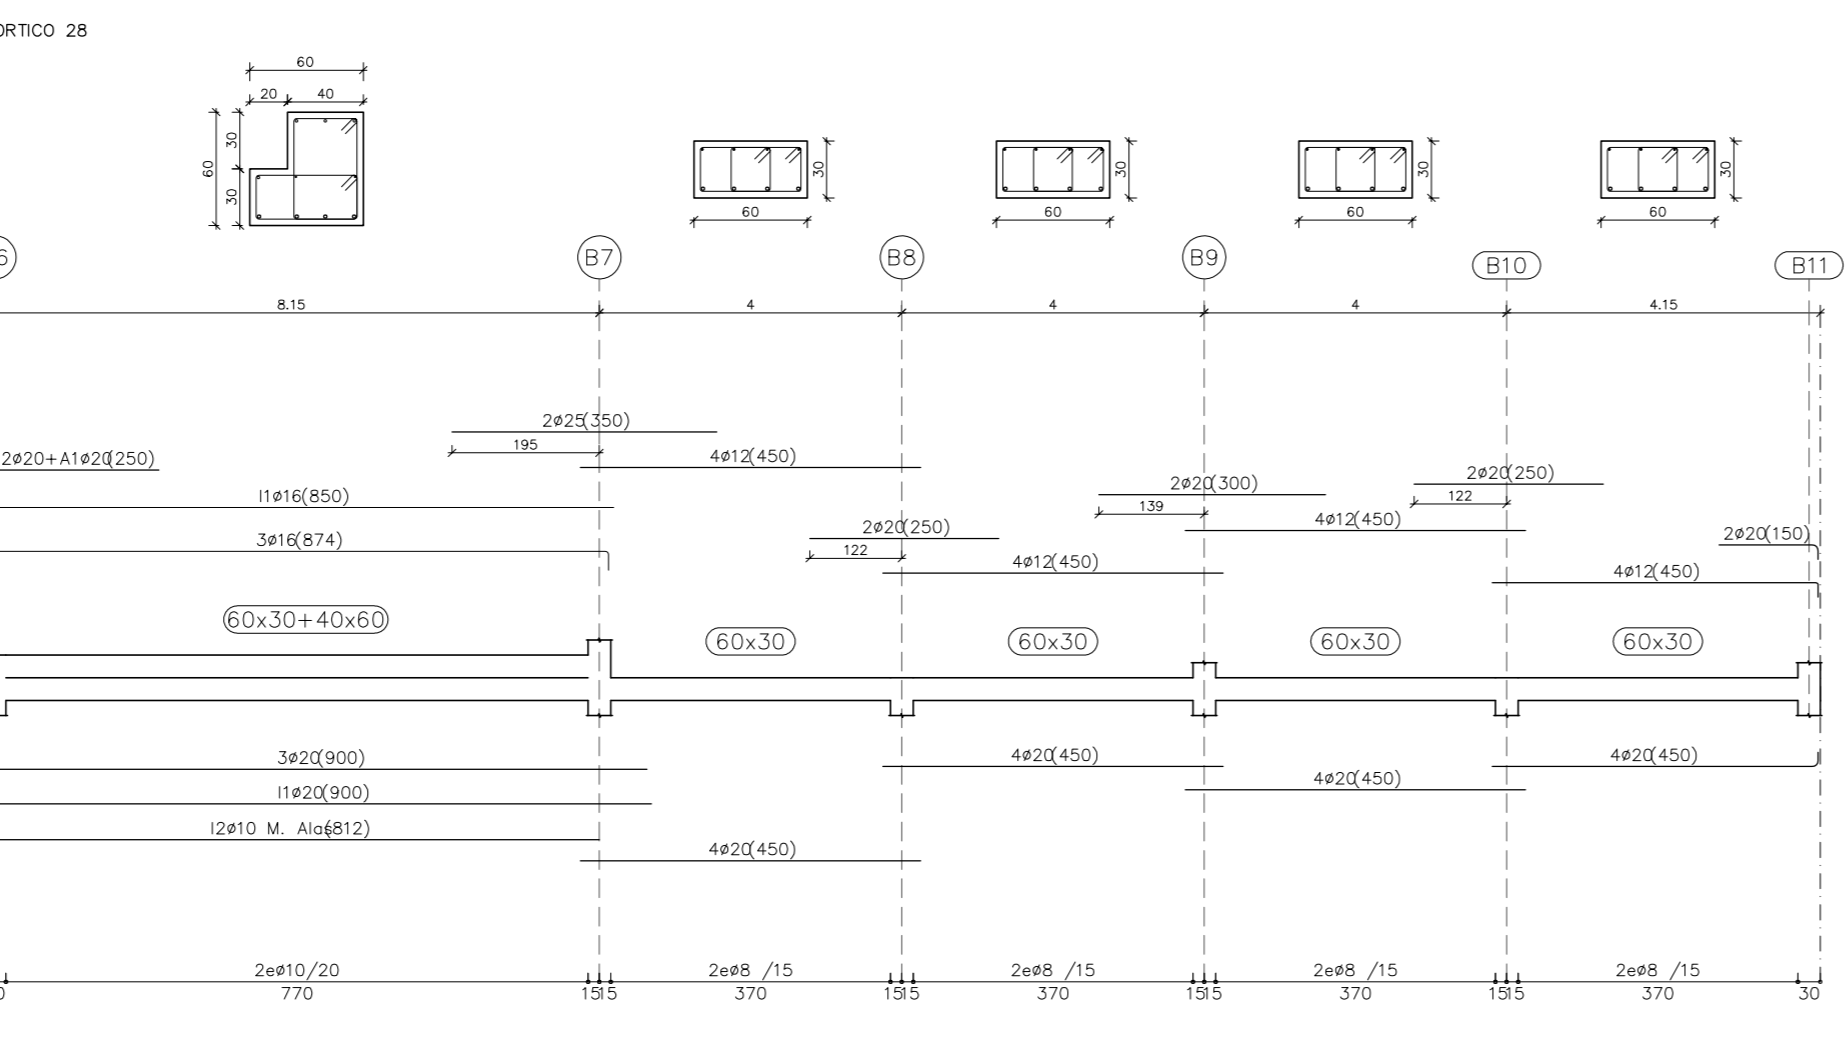 ORTICO 28
60
20 40
30
60
30
30
60
30
60
30
60
30
60
6 B7 B8 B9 B10 B11
8.15 4 4 4 4.15
2ø25(350)
195
2ø20+A1ø20(250)
4ø12(450)
2ø20(250)
122
2ø20(300)
139
I1ø16(850)
4ø12(450)
2ø20(250)
122
2ø20(150)
3ø16(874)
4ø12(450)
4ø12(450)
60x30+40x60
60x30 60x30 60x30 60x30
3ø20(900)
4ø20(450)
4ø20(450)
4ø20(450)
I1ø20(900)
I2ø10 M. Alas(812)
4ø20(450)
2eø10/20 2eø8 /15 2eø8 /15 2eø8 /15 2eø8 /15
0 770 1515 370 1515 370 1515 370 1515 370 30